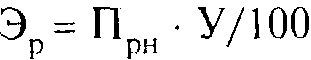 Эр = Прн · У/100